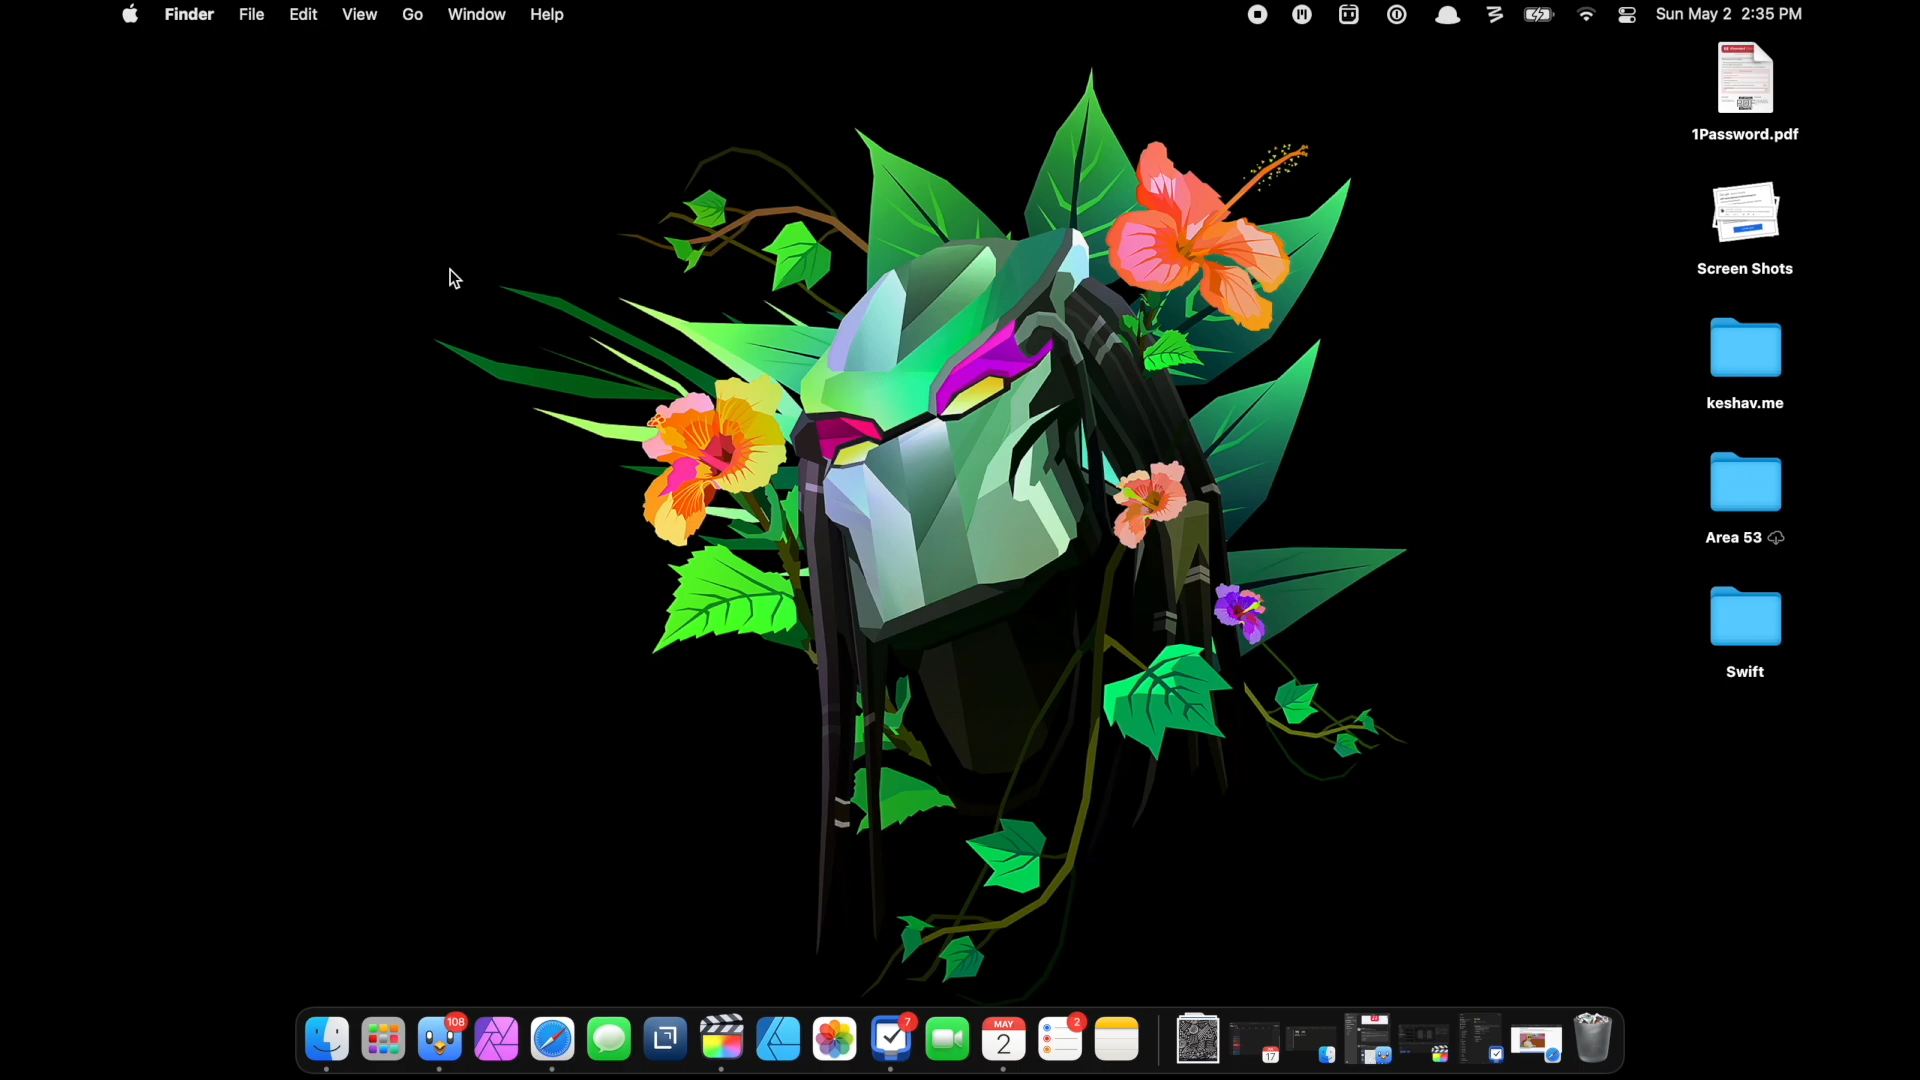 Finder File Edit View Go Window Help Sun May 2 2:35 PM
1Password.pdf
Screen Shots
keshav.me
Area 53
Swift
108
7
MAY
2
2
17